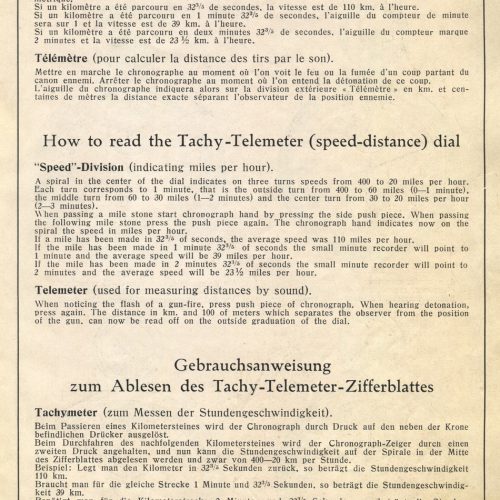 métrique.
Si un kilomètre a été parcouru en 32³/₄ de secondes, la vitesse est de 110 km. à l'heure.
Si un kilomètre a été parcouru en 1 minute 32³/₄ de secondes, l'aiguille du compteur de minute
sera sur 1 et la vitesse est de 39 km. à l'heure.
Si un kilomètre a été parcouru en deux minutes 32³/₄ de secondes, l'aiguille du compteur marque
2 minutes et la vitesse est de 23 ½ km. à l'heure.
Télémètre (pour calculer la distance des tirs par le son).
Mettre en marche le chronographe au moment où l'on voit le feu ou la fumée d'un coup partant du
canon ennemi. Arrêter le chronographe au moment où l'on entend la détonation de ce coup.
L'aiguille du chronographe indiquera alors sur la division extérieure « Télémètre » en km. et cen-
taines de mètres la distance exacte séparant l'observateur de la position ennemie.
How to read the Tachy-Telemeter (speed-distance) dial
"Speed"-Division (indicating miles per hour).
A spiral in the center of the dial indicates on three turns speeds from 400 to 20 miles per hour.
Each turn corresponds to 1 minute, that is the outside turn from 400 to 60 miles (0—1 minute),
the middle turn from 60 to 30 miles (1—2 minutes) and the center turn from 30 to 20 miles per hour
(2—3 minutes).
When passing a mile stone start chronograph hand by pressing the side push piece. When passing
the following mile stone press the push piece again. The chronograph hand indicates now on the
spiral the speed in miles per hour.
If a mile has been made in 32³/₄ of seconds, the average speed was 110 miles per hour.
If the mile has been made in 1 minute 32³/₄ of seconds the small minute recorder will point to
1 minute and the average speed will be 39 miles per hour.
If the mile has been made in 2 minutes 32³/₄ of seconds the small minute recorder will point to
2 minutes and the average speed will be 23 ½ miles per hour.
Telemeter (used for measuring distances by sound).
When noticing the flash of a gun-fire, press push piece of chronograph. When hearing detonation,
press again. The distance in km. and 100 of meters which separates the observer from the position
of the gun, can now be read off on the outside graduation of the dial.
Gebrauchsanweisung
zum Ablesen des Tachy-Telemeter-Zifferblattes
Tachymeter (zum Messen der Stundengeschwindigkeit).
Beim Passieren eines Kilometersteines wird der Chronograph durch Druck auf den neben der Krone
befindlichen Drücker ausgelöst.
Beim Durchfahren des nachfolgenden Kilometersteines wird der Chronograph-Zeiger durch einen
zweiten Druck angehalten, und nun kann die Stundengeschwindigkeit auf der Spirale in der Mitte
des Zifferblattes abgelesen werden und zwar von 400—20 km per Stunde.
Beispiel: Legt man den Kilometer in 32³/₄ Sekunden zurück, so beträgt die Stundengeschwindigkeit
110 km.
Braucht man für die gleiche Strecke 1 Minute und 32³/₄ Sekunden, so beträgt die Stundengeschwindig-
keit 39 km.